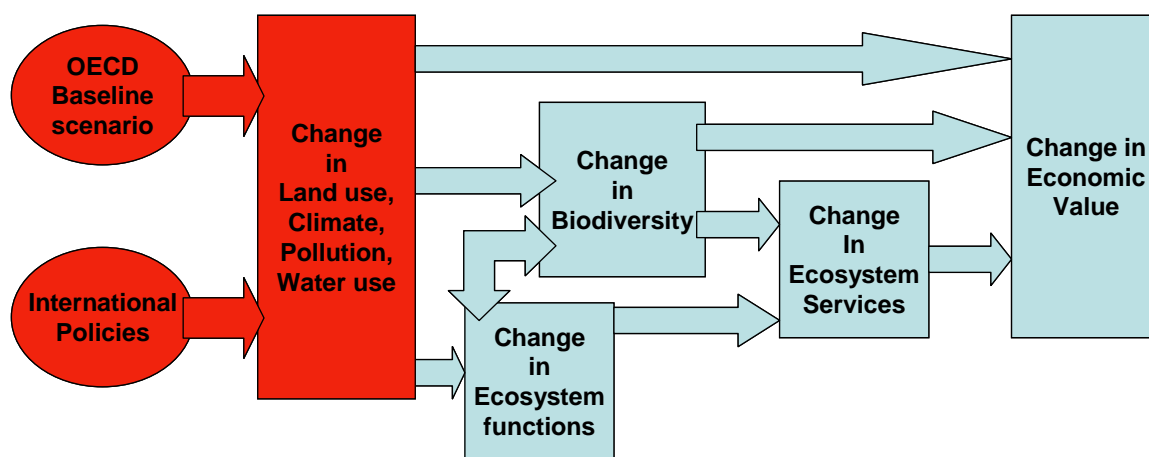 OECD
Baseline
scenario
International
Policies
Change
in
Land use,
Climate,
Pollution,
Water use
Change
in
Biodiversity
Change
in
Ecosystem
functions
Change
In
Ecosystem
Services
Change in
Economic
Value